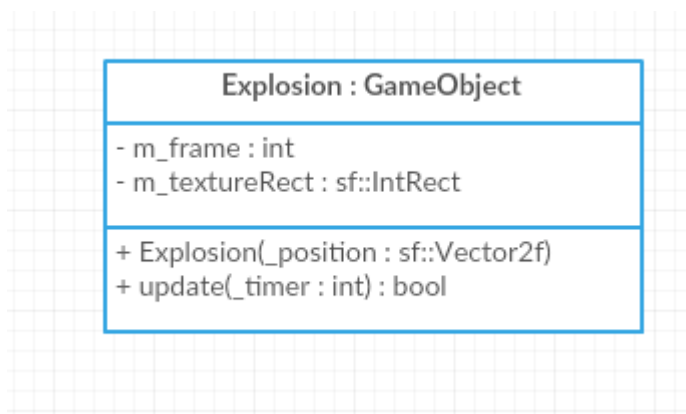 Explosion : GameObject
- m_frame : int
- m_textureRect : sf::IntRect
+ Explosion(_position : sf::Vector2f)
+ update(_timer : int) : bool